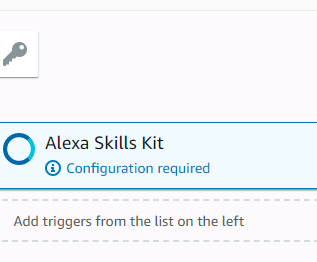 Alexa Skills Kit
Configuration required
Add triggers from the list on the left